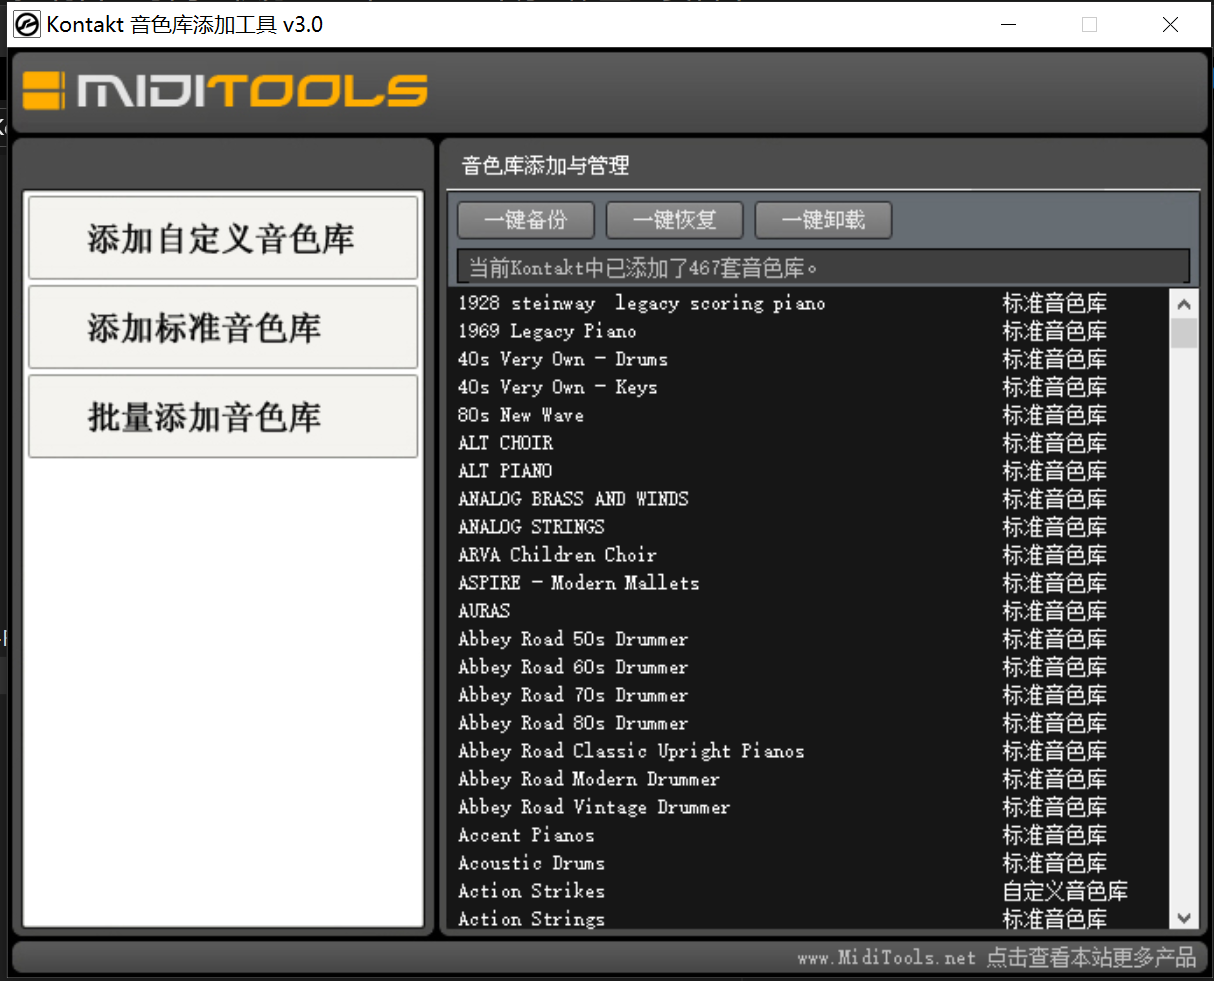 Kontakt 音色库添加工具 v3.0
MIDITOOLS
添加自定义音色库
添加标准音色库
批量添加音色库
音色库添加与管理
一键备份 一键恢复 一键卸载
当前Kontakt中已添加了467套音色库。
1928 steinway  legacy scoring piano 标准音色库
1969 Legacy Piano 标准音色库
40s Very Own - Drums 标准音色库
40s Very Own - Keys 标准音色库
80s New Wave 标准音色库
ALT CHOIR 标准音色库
ALT PIANO 标准音色库
ANALOG BRASS AND WINDS 标准音色库
ANALOG STRINGS 标准音色库
ARVA Children Choir 标准音色库
ASPIRE - Modern Mallets 标准音色库
AURAS 标准音色库
Abbey Road 50s Drummer 标准音色库
Abbey Road 60s Drummer 标准音色库
Abbey Road 70s Drummer 标准音色库
Abbey Road 80s Drummer 标准音色库
Abbey Road Classic Upright Pianos 标准音色库
Abbey Road Modern Drummer 标准音色库
Abbey Road Vintage Drummer 标准音色库
Accent Pianos 标准音色库
Acoustic Drums 标准音色库
Action Strikes 自定义音色库
Action Strings 标准音色库
www.MidiTools.net 点击查看本站更多产品